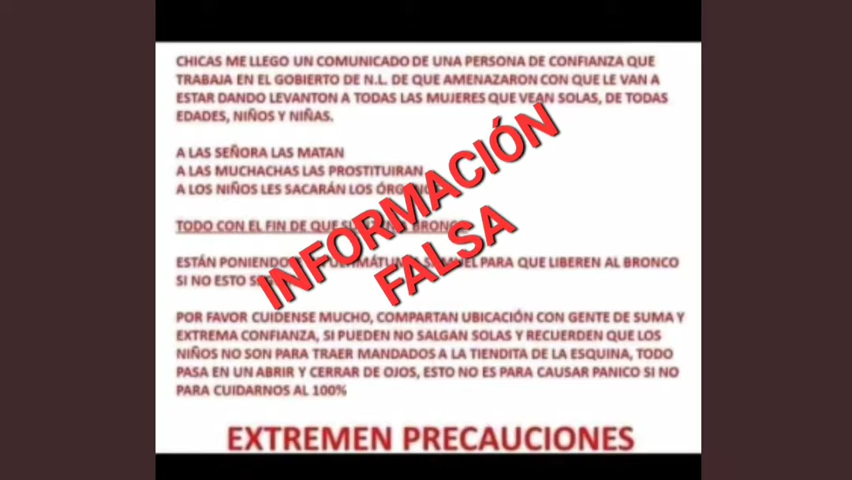 CHICAS ME LLEGO UN COMUNICADO DE UNA PERSONA DE CONFIANZA QUE
TRABAJA EN EL GOBIERTO DE N.L. DE QUE AMENAZARON CON QUE LE VAN A
ESTAR DANDO LEVANTON A TODAS LAS MUJERES QUE VEAN SOLAS, DE TODAS
EDADES, NIÑOS Y NIÑAS.
A LAS SEÑORA LAS MATAN
A LAS MUCHACHAS LAS PROSTITUIRAN
A LOS NIÑOS LES SACARÁN LOS
TODO CON EL FIN DE QUE BRONCO
ESTÁN PARA QUE LIBEREN AL BRONCO
SI NO ESTO
POR FAVOR CUIDENSE MUCHO, COMPARTAN UBICACIÓN CON GENTE DE SUMA Y
EXTREMA CONFIANZA, SI PUEDEN NO SALGAN SOLAS Y RECUERDEN QUE LOS
NIÑOS NO SON PARA TRAER MANDADOS A LA TIENDITA DE LA ESQUINA, TODO
PASA EN UN ABRIR Y CERRAR DE OJOS, ESTO NO ES PARA CAUSAR PANICO SI NO
PARA CUIDARNOS AL 100%
EXTREMEN PRECAUCIONES
INFORMACIÓN
FALSA